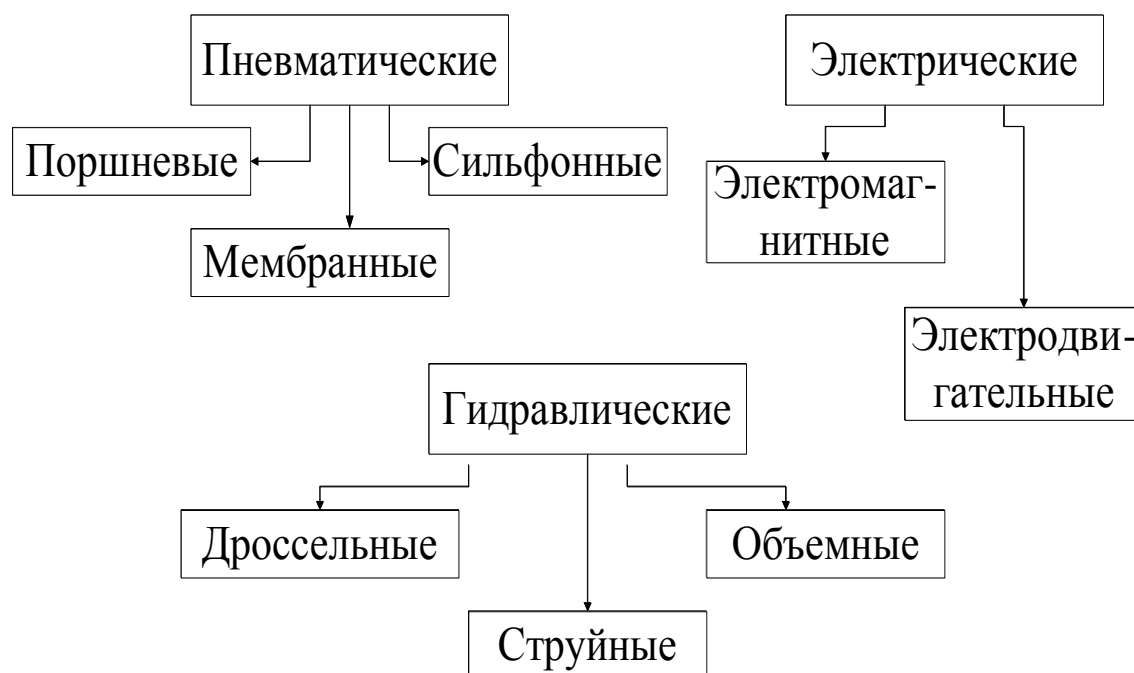 Пневматические
Электрические
Поршневые
Сильфонные
Электромаг-
нитные
Мембранные
Электродви-
гательные
Гидравлические
Дроссельные
Объемные
Струйные